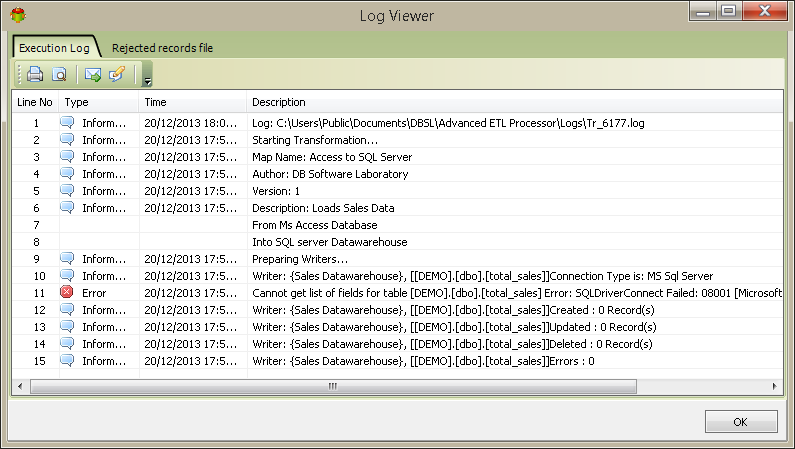 Log Viewer
Execution Log Rejected records file
Line No Type Time Description
1 Inform... 20/12/2013 18:0... Log: C:\Users\Public\Documents\DBSL\Advanced ETL Processor\Logs\Tr_6177.log
2 Inform... 20/12/2013 17:5... Starting Transformation...
3 Inform... 20/12/2013 17:5... Map Name: Access to SQL Server
4 Inform... 20/12/2013 17:5... Author: DB Software Laboratory
5 Inform... 20/12/2013 17:5... Version: 1
6 Inform... 20/12/2013 17:5... Description: Loads Sales Data
7 From Ms Access Database
8 Into SQL server Datawarehouse
9 Inform... 20/12/2013 17:5... Preparing Writers...
10 Inform... 20/12/2013 17:5... Writer: {Sales Datawarehouse}, [[DEMO].[dbo].[total_sales]]Connection Type is: MS Sql Server
11 Error 20/12/2013 17:5... Cannot get list of fields for table [DEMO].[dbo].[total_sales] Error: SQLDriverConnect Failed: 08001 [Microsoft
12 Inform... 20/12/2013 17:5... Writer: {Sales Datawarehouse}, [[DEMO].[dbo].[total_sales]]Created : 0 Record(s)
13 Inform... 20/12/2013 17:5... Writer: {Sales Datawarehouse}, [[DEMO].[dbo].[total_sales]]Updated : 0 Record(s)
14 Inform... 20/12/2013 17:5... Writer: {Sales Datawarehouse}, [[DEMO].[dbo].[total_sales]]Deleted : 0 Record(s)
15 Inform... 20/12/2013 17:5... Writer: {Sales Datawarehouse}, [[DEMO].[dbo].[total_sales]]Errors : 0
OK